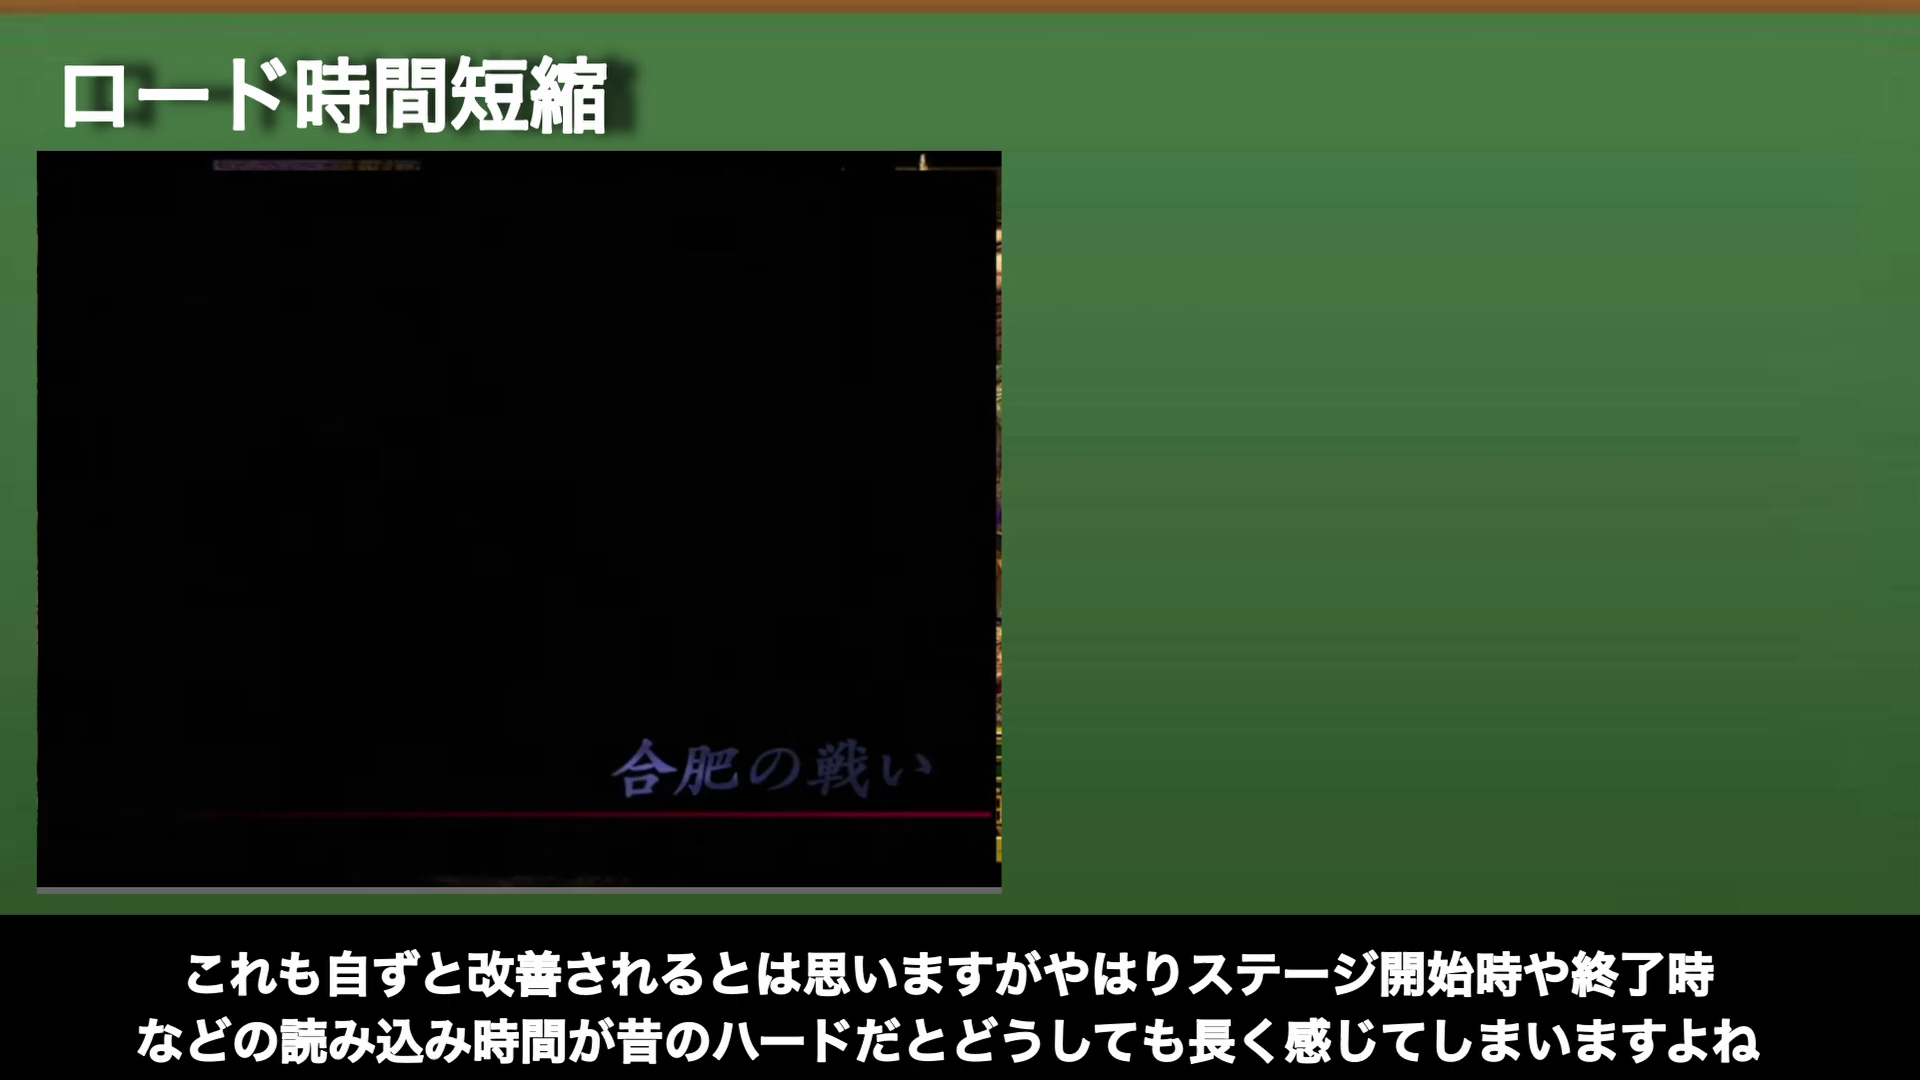 ロード時間短縮
合肥の戦い
これも自ずと改善されるとは思いますがやはりステージ開始時や終了時
などの読み込み時間が昔のハードだとどうしても長く感じてしまいますよね